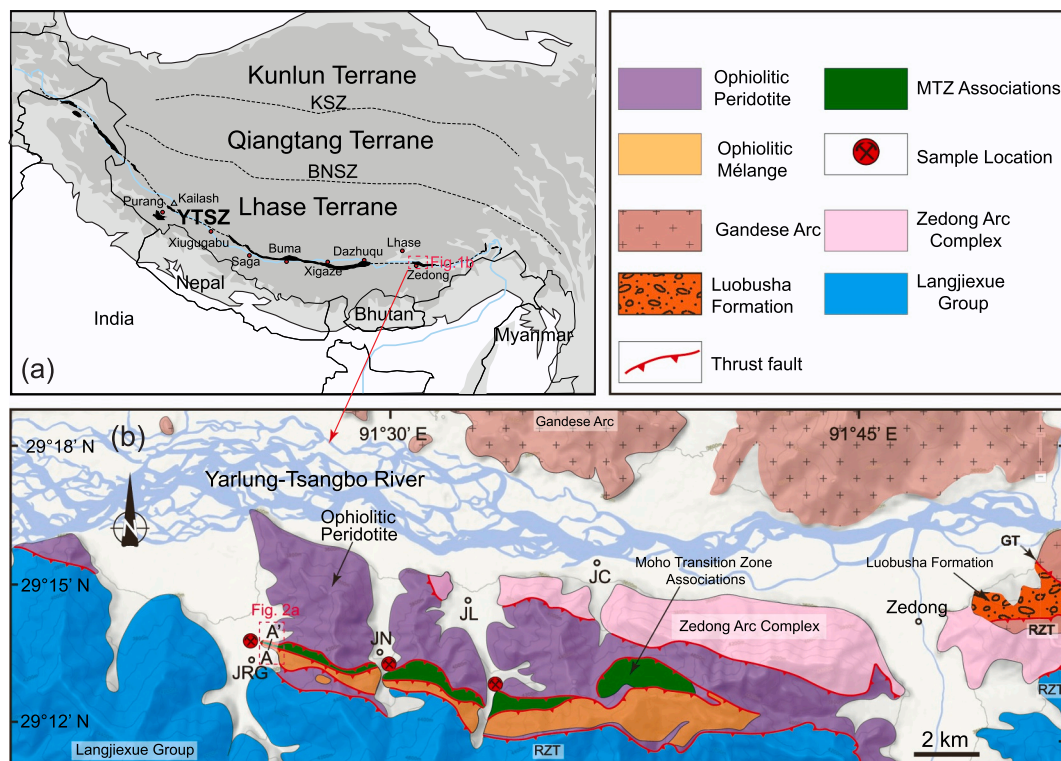 Kunlun Terrane
KSZ
Qiangtang Terrane
BNSZ
Lhase Terrane
Kailash
Purang
YTSZ
Xiugugabu
Saga
Buma
Xigaze
Dazhuqu
Lhase
Fig. 1b
Zedong
Nepal
Bhutan
India
Myanmar
(a)
Ophiolitic
Peridotite
MTZ Associations
Ophiolitic
Mélange
Sample Location
Gandese Arc
Zedong Arc
Complex
Luobusha
Formation
Langjiexue
Group
Thrust fault
(b)
29°18' N
91°30' E
91°45' E
Gandese Arc
Yarlung-Tsangbo River
N
Ophiolitic
Peridotite
29°15' N
JC
Moho Transition Zone
Associations
GT
Luobusha Formation
JL
Zedong
RZT
Fig. 2a
A'
A
JRG
JN
Zedong Arc Complex
RZT
29°12' N
Langjiexue Group
RZT
2 km